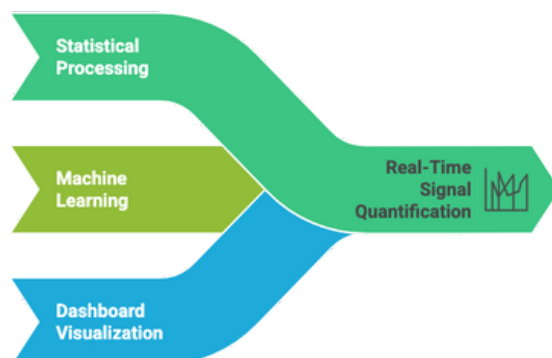 Statistical
Processing
Machine
Learning
Real-Time
Signal
Quantification
Dashboard
Visualization